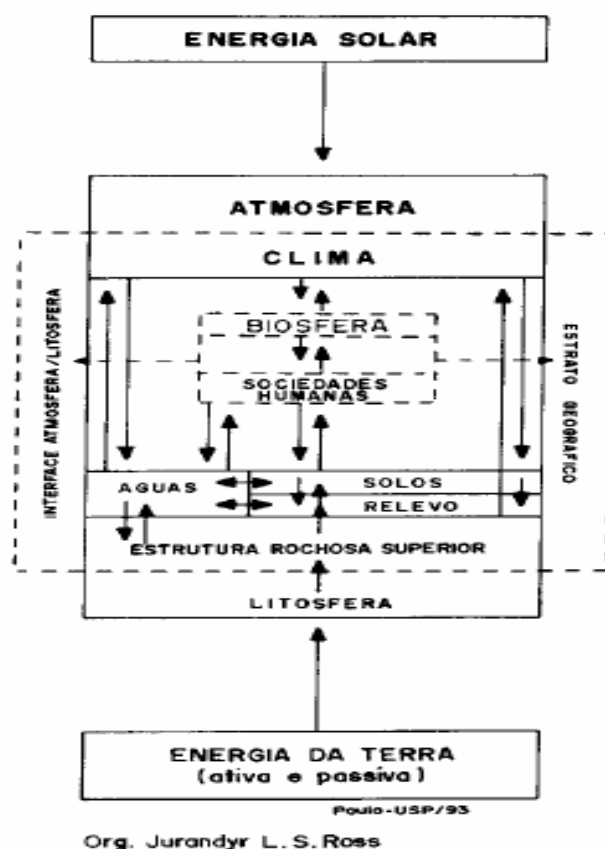 ENERGIA SOLAR
ATMOSFERA
CLIMA
INTERFACE ATMOSFERA/LITOSFERA
BIOSFERA
SOCIEDADES
HUMANAS
ESTRATO GEOGRAFICO
AGUAS
SOLOS
RELEVO
ESTRUTURA ROCHOSA SUPERIOR
LITOSFERA
ENERGIA DA TERRA
(ativa e passiva)
Paulo-USP/93
Org. Jurandyr L. S. Ross